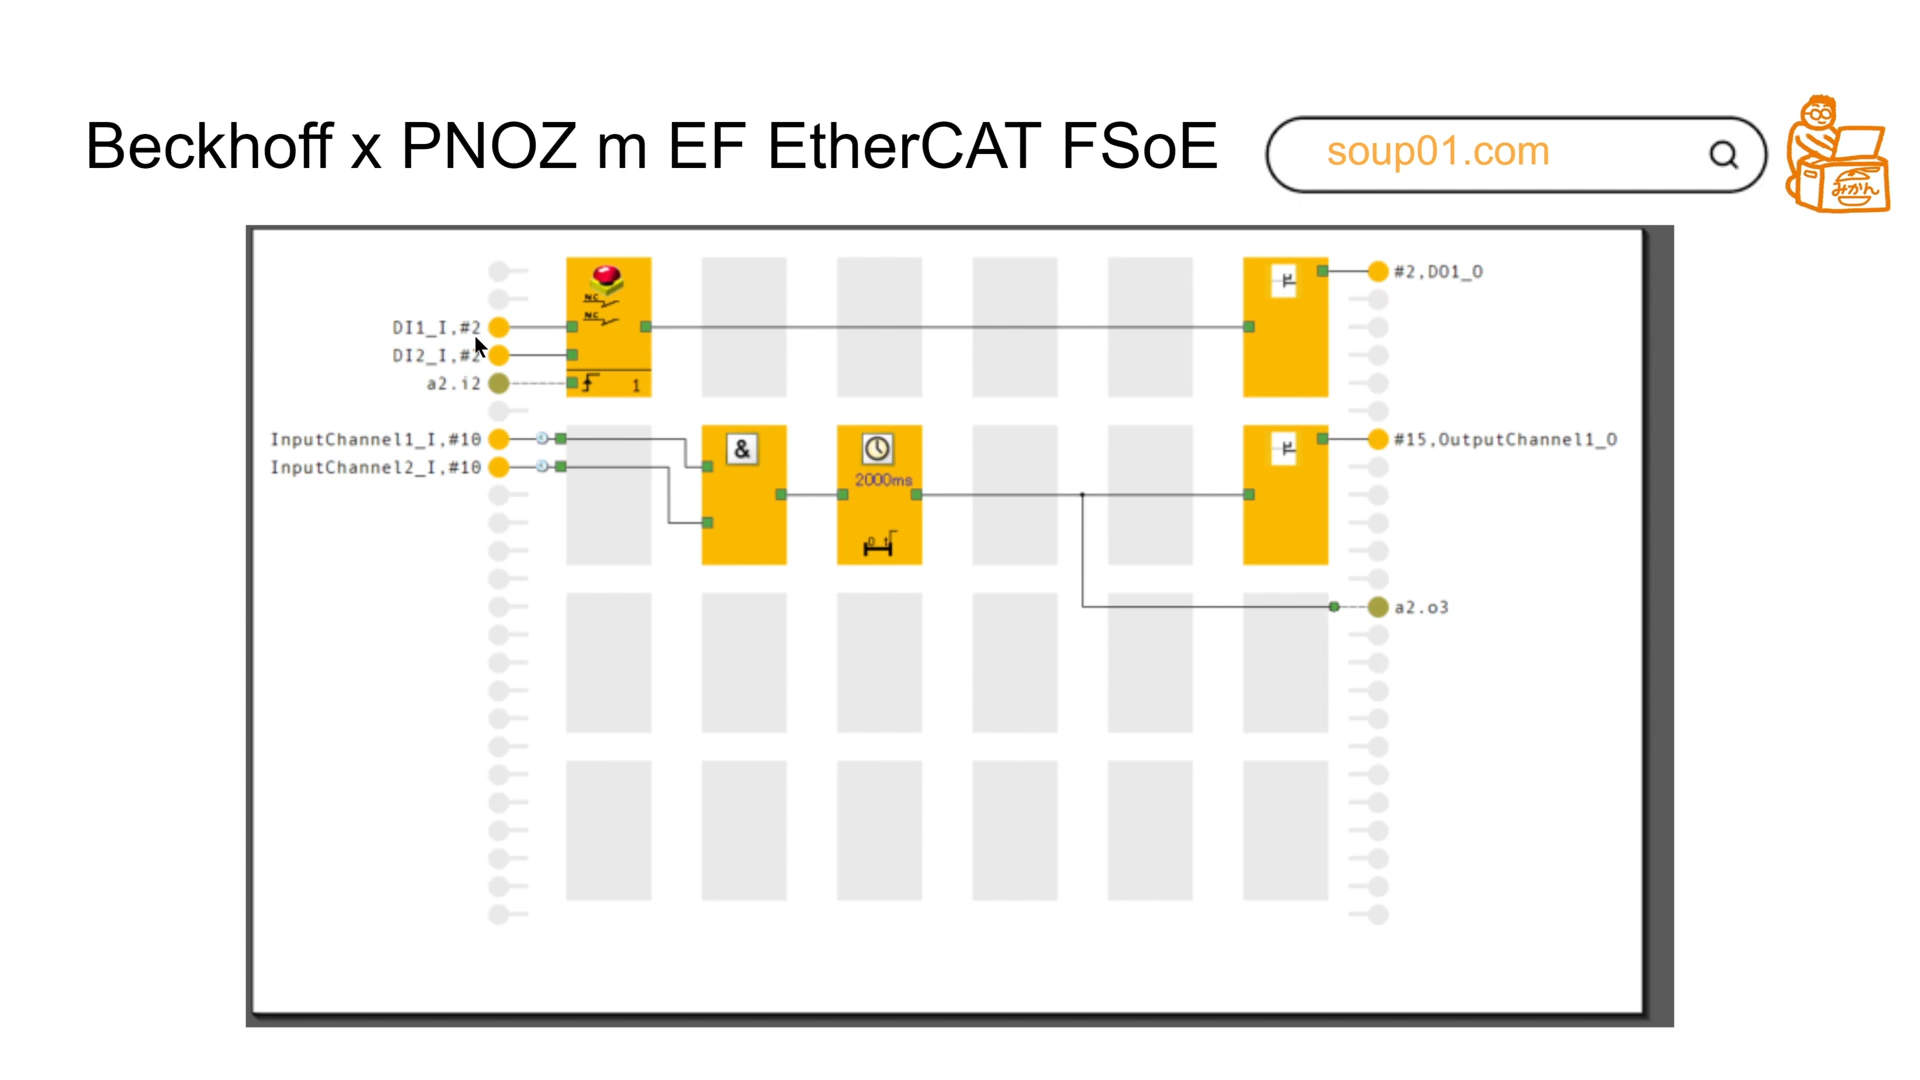 Beckhoff x PNOZ m EF EtherCAT FSoE
soup01.com
みかん
#2,DO1_O
NC
NC
DI1_I,#2
DI2_I,#2
a2.i2
1
InputChannel1_I,#10
&
#15,OutputChannel1_O
InputChannel2_I,#10
2000ms
0 t
a2.o3